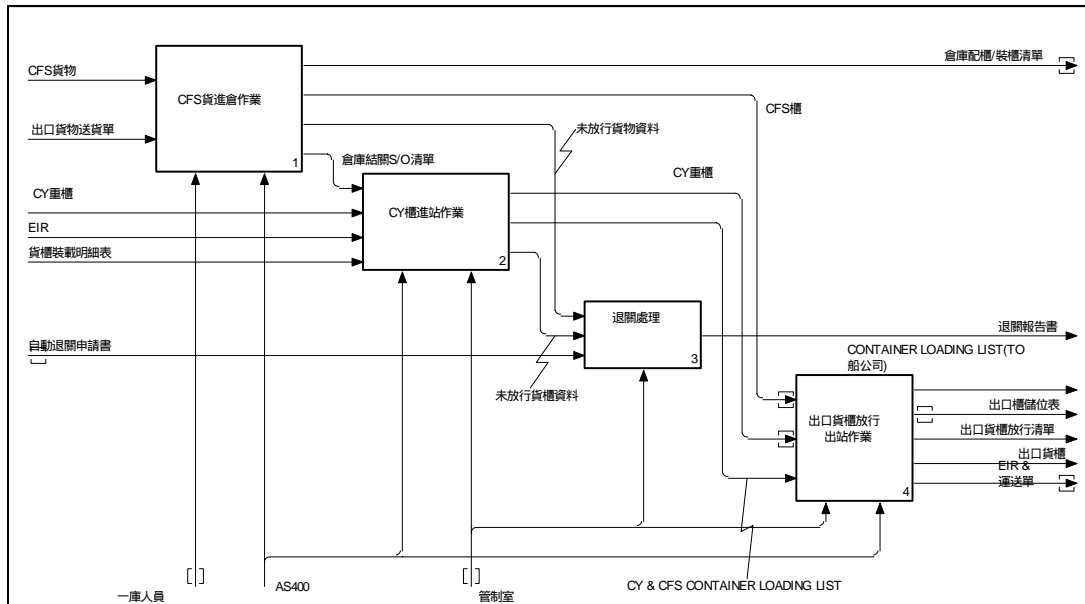 倉庫配櫃/裝櫃清單
CFS貨物
CFS貨進倉作業
CFS櫃
出口貨物送貨單
未放行貨物資料
1
倉庫結關S/O清單
CY重櫃
CY重櫃
CY櫃進站作業
EIR
貨櫃裝載明細表
2
退關處理
退關報告書
自動退關申請書
3
CONTAINER LOADING LIST(TO
船公司)
未放行貨櫃資料
出口櫃儲位表
出口貨櫃放行
出站作業
出口貨櫃放行清單
出口貨櫃
EIR &
運送單
4
AS400
CY & CFS CONTAINER LOADING LIST
一庫人員
管制室